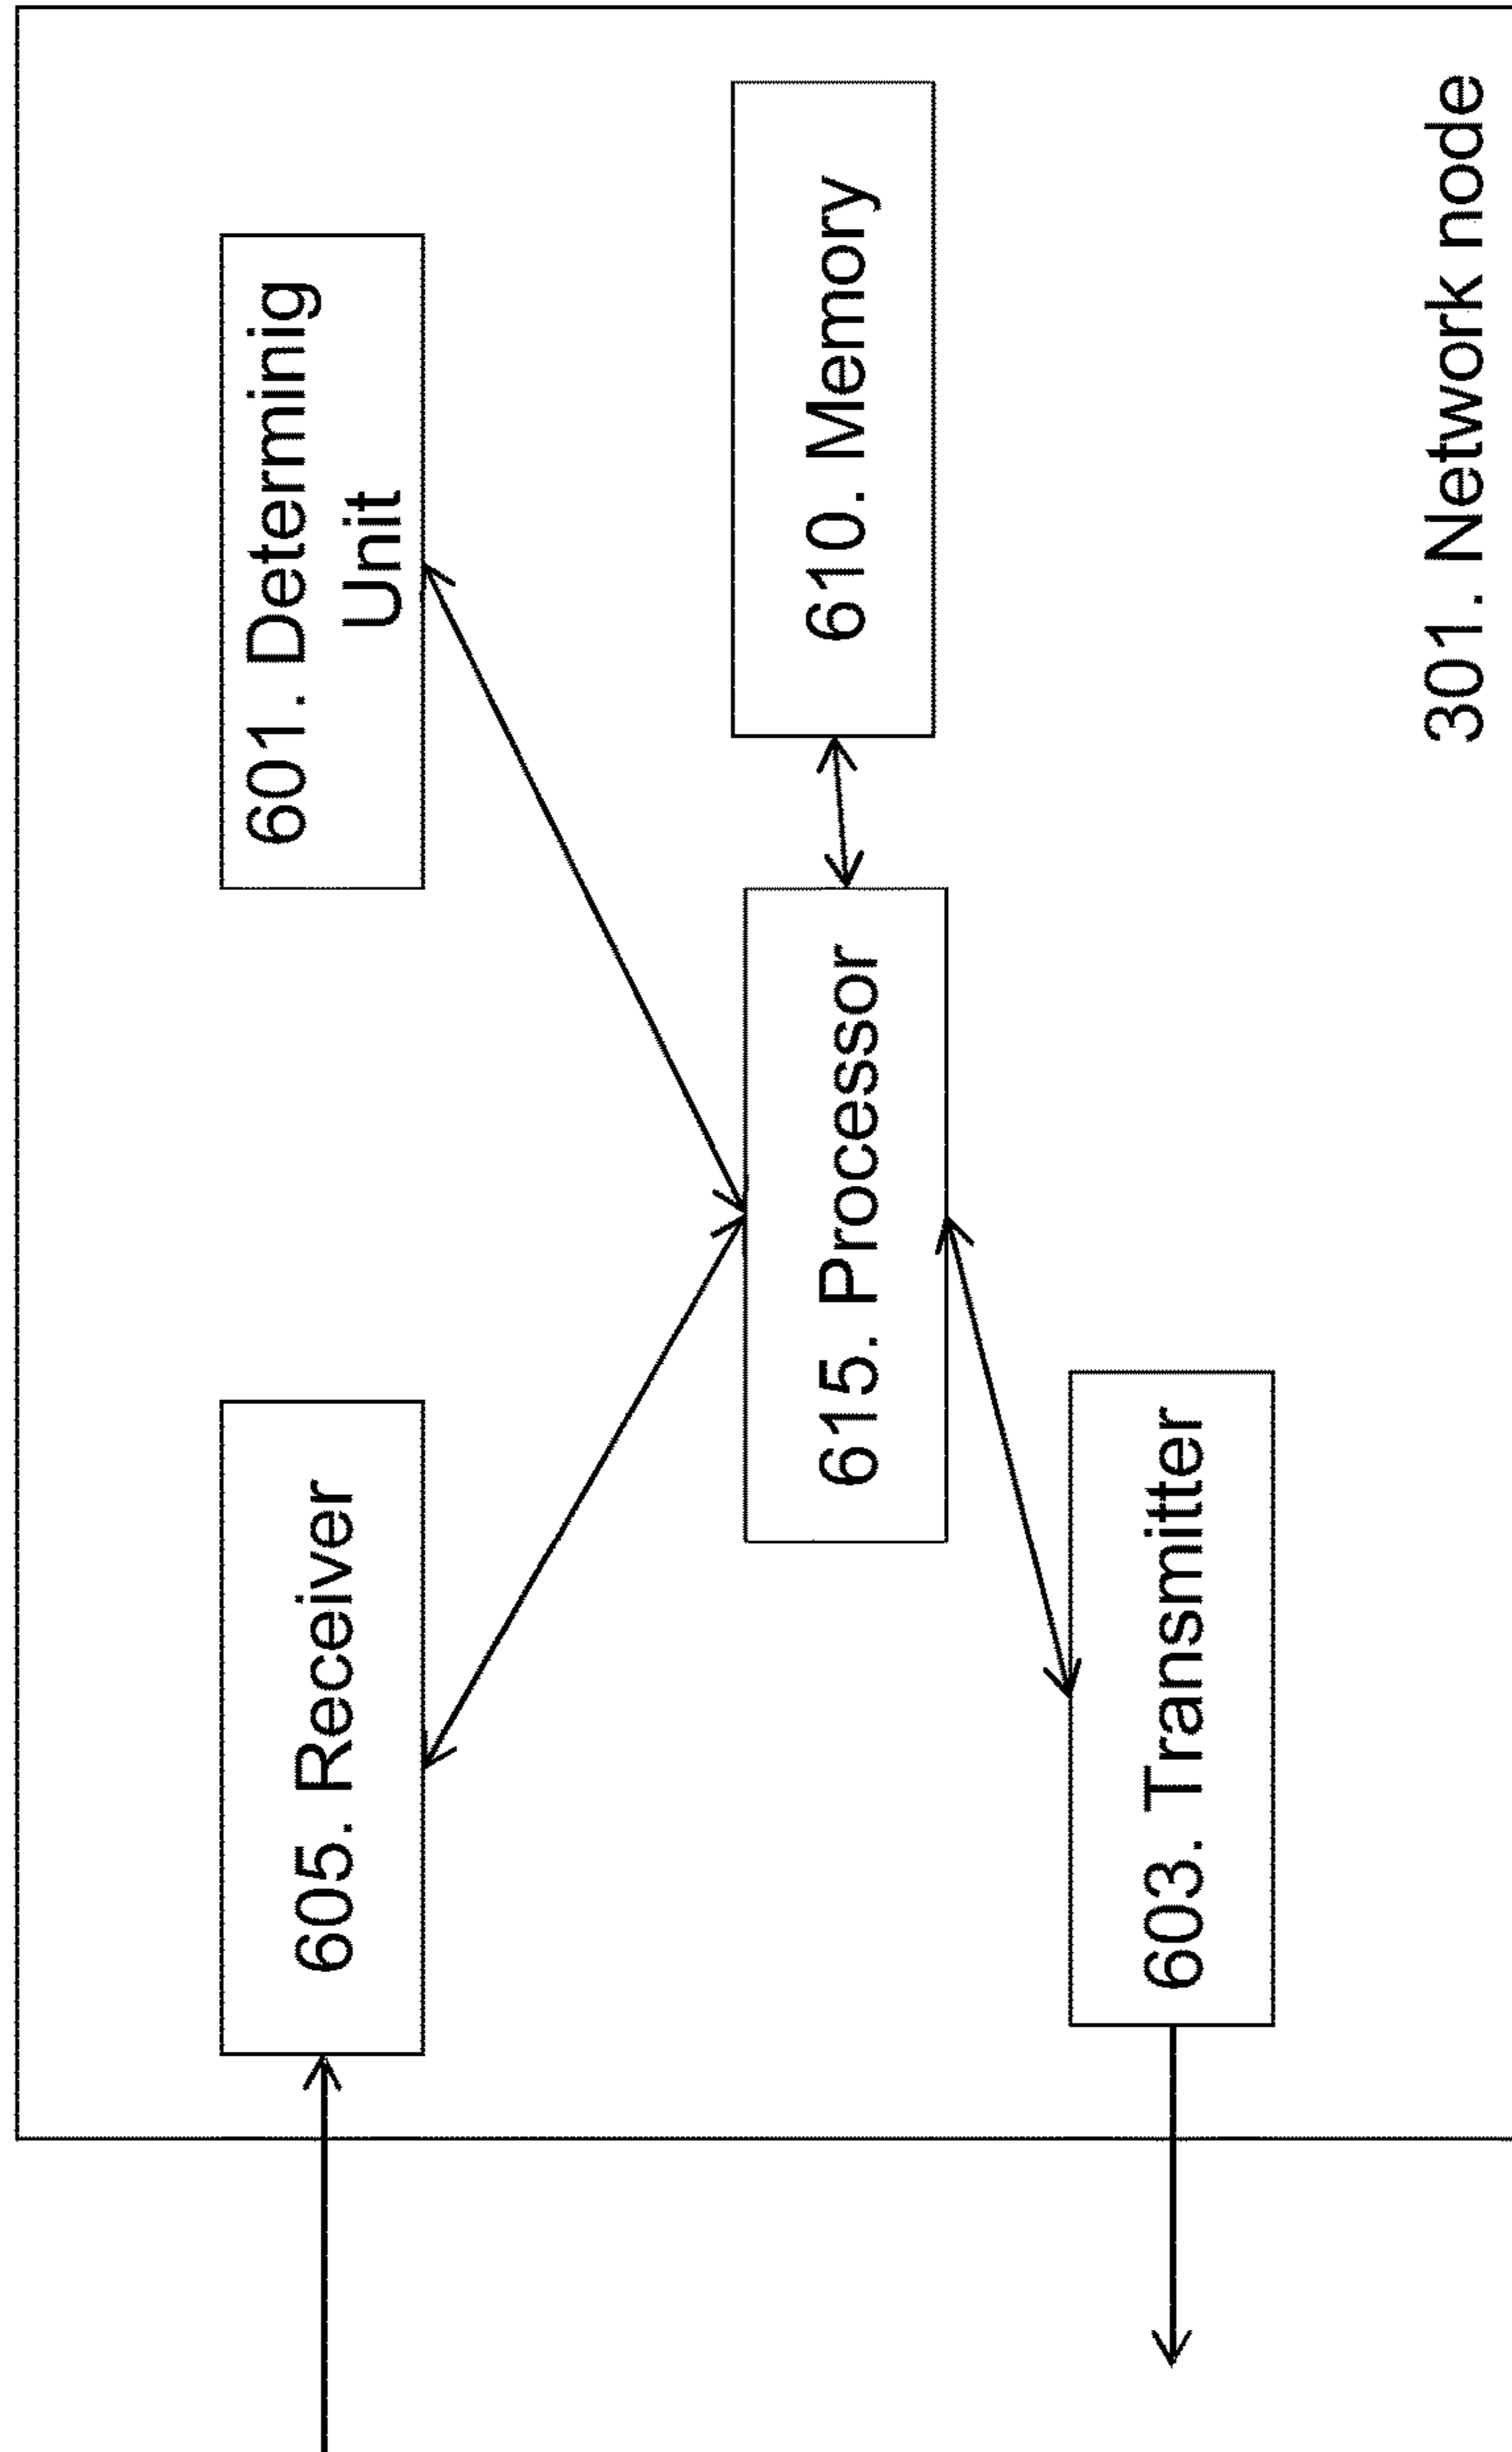 605. Receiver
601. Determinig
Unit
615. Processor
610. Memory
603. Transmitter
301. Network node